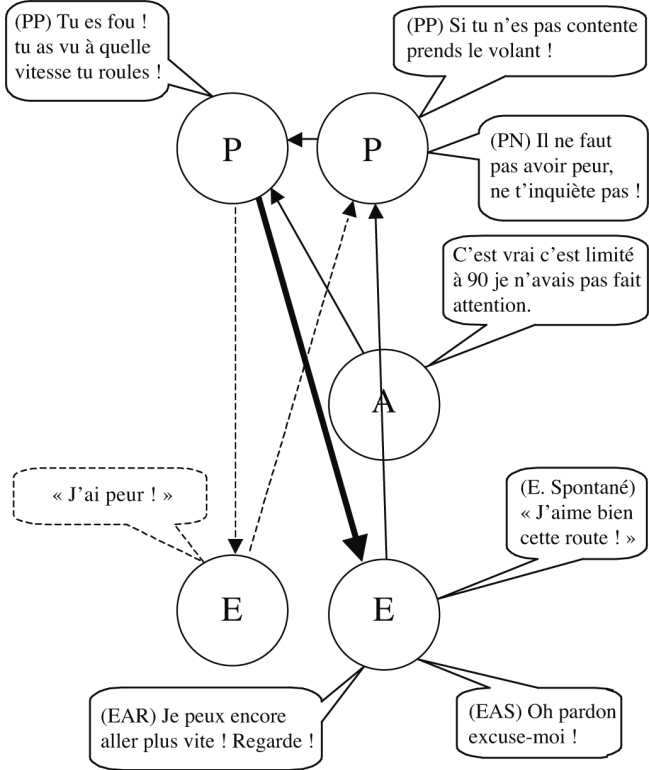 (PP) Tu es fou !
tu as vu à quelle
vitesse tu roules !
(PP) Si tu n'es pas contente
prends le volant !
P
P
(PN) Il ne faut
pas avoir peur,
ne t'inquiète pas !
C'est vrai c'est limité
à 90 je n'avais pas fait
attention.
A
« J'ai peur ! »
(E. Spontané)
« J'aime bien
cette route ! »
E
E
(EAR) Je peux encore
aller plus vite ! Regarde !
(EAS) Oh pardon
excuse-moi !